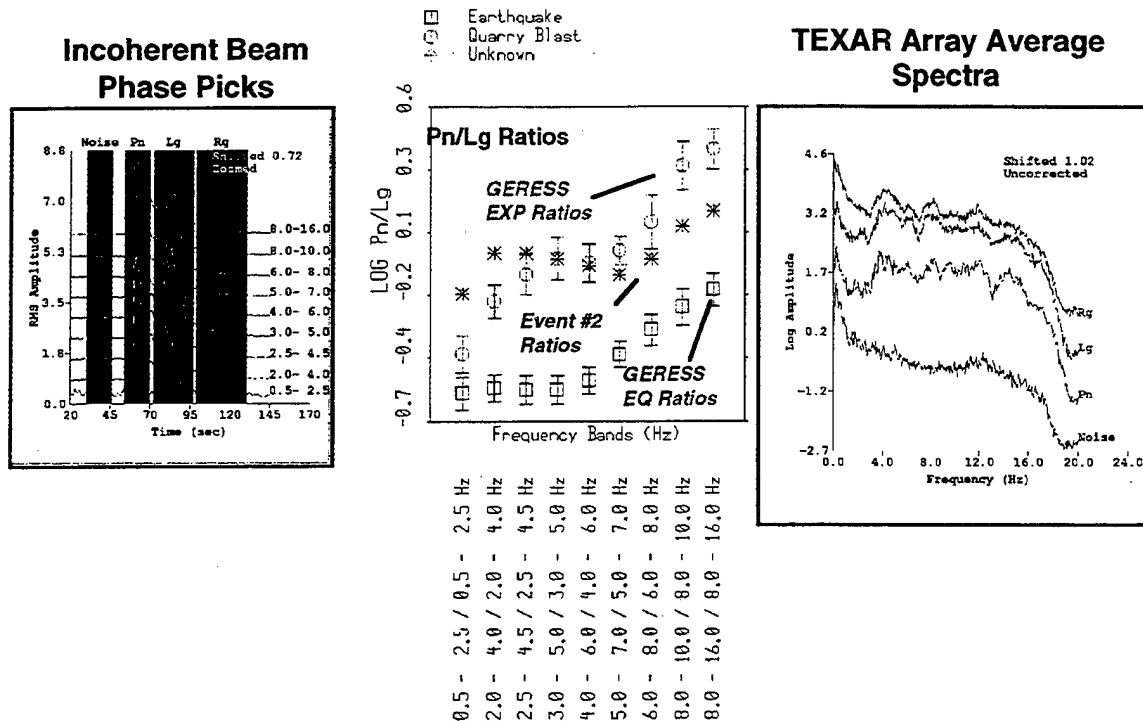 Incoherent Beam
Phase Picks
Noise Pn Lg Rg
0.72
Zoomed
8.8
7.0
5.3
3.5
1.8
0.0
RMS Amplitude
8.0-16.0
8.0-10.0
6.0- 8.0
5.0- 7.0
4.0- 6.0
3.0- 5.0
2.5- 4.5
2.0- 4.0
0.5- 2.5
20 45 70 95 120 145 170
Time (sec)
Earthquake
Quarry Blast
Unknown
Pn/Lg Ratios
LOG Pn/Lg
0.6
0.3
0.1
-0.2
-0.4
-0.7
GERESS
EXP Ratios
Event #2
Ratios
GERESS
EQ Ratios
Frequency Bands (Hz)
0.5 - 2.5 / 0.5 - 2.5 Hz
2.0 - 4.0 / 2.0 - 4.0 Hz
2.5 - 4.5 / 2.5 - 4.5 Hz
3.0 - 5.0 / 3.0 - 5.0 Hz
4.0 - 6.0 / 4.0 - 6.0 Hz
5.0 - 7.0 / 5.0 - 7.0 Hz
6.0 - 8.0 / 6.0 - 8.0 Hz
8.0 - 10.0 / 8.0 - 10.0 Hz
8.0 - 16.0 / 8.0 - 16.0 Hz
TEXAR Array Average
Spectra
Shifted 1.02
Uncorrected
4.6
3.2
1.7
0.2
-1.2
-2.7
Log Amplitude
Rg
Lg
Pn
Noise
0.0 4.0 8.0 12.0 16.0 20.0 24.0
Frequency (Hz)